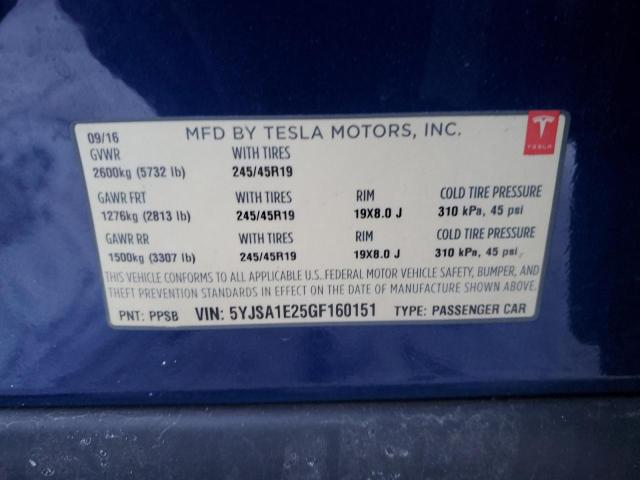 09/16 MFD BY TESLA MOTORS, INC. TESLA
GVWR WITH TIRES
2600kg (5732 lb) 245/45R19
GAWR FRT WITH TIRES RIM COLD TIRE PRESSURE
1276kg (2813 lb) 245/45R19 19X8.0 J 310 kPa, 45 psi
GAWR RR WITH TIRES RIM COLD TIRE PRESSURE
1500kg (3307 lb) 245/45R19 19X8.0 J 310 kPa, 45 psi
THIS VEHICLE CONFORMS TO ALL APPLICABLE U.S. FEDERAL MOTOR VEHICLE SAFETY, BUMPER, AND
THEFT PREVENTION STANDARDS IN EFFECT ON THE DATE OF MANUFACTURE SHOWN ABOVE.
PNT: PPSB VIN: 5YJSA1E25GF160151 TYPE: PASSENGER CAR